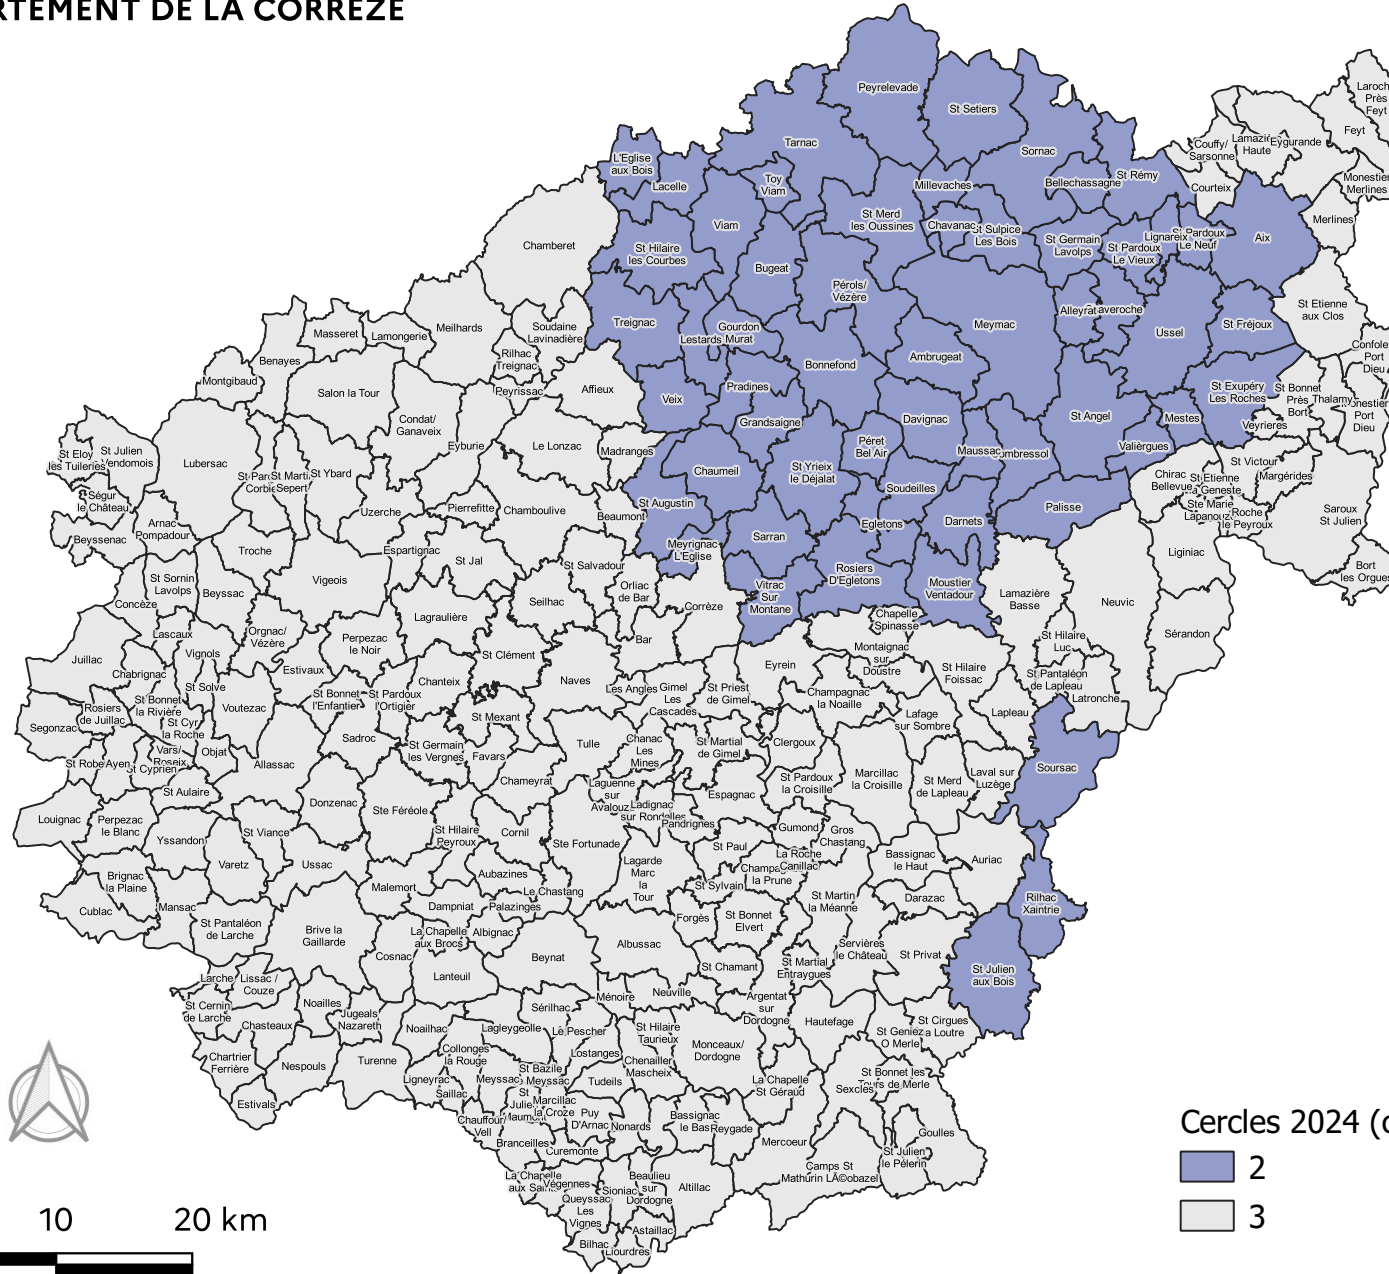 RTEMENT DE LA CORRÈZE
Peyrelevade
St Setiers
Tarnac
Sornac
L'Eglise
aux Bois
Lacelle
Toy
Viam
Millevaches
Bellechassagne
St Rémy
Couffy/
Sarsonne
Haute
Eygurande
Feyt
Laroch
Près
Feyt
Courteix
Monestier
Merlines
Merlines
Chamberet
Viam
St Merd
les Oussines
Chavanac
St Sulpice
Les Bois
St Germain
Lavolps
St Pardoux
Le Vieux
Lignareix
St Pardoux
Le Neuf
Aix
St Hilaire
les Courbes
Bugeat
Pérols/
Vézère
Meymac
Ussel
St Fréjoux
St Etienne
aux Clos
Treignac
Lestards
Gourdon
Murat
Bonnefond
Ambrugeat
Masseret
Lamongerie
Meilhards
Soudaine
Lavinadière
Rilhac
Treignac
Benayes
Montgibaud
Salon la Tour
Peyrissac
Affieux
Veix
Pradines
Grandsaigne
Davignac
St Angel
Mestes
St Exupéry
Les Roches
St Bonnet
Près
Bort
Thalamy
Port
Dieu
Port
Dieu
Veyrieres
Condat/
Ganaveix
Eyburie
Le Lonzac
Madranges
Chaumeil
St Yrieix
le Déjalat
Péret
Bel Air
Maussac
Valièrgues
St Eloy
les Tuileries
St Julien
Vendomois
Lubersac
St Ybard
Ségur
le Château
Arnac
Pompadour
Beyssenac
Uzerche
Pierrefitte
Chamboulive
Beaumont
St Augustin
Soudeilles
Egletons
Darnets
Palisse
Chirac
Bellevue
St Etienne
la Geneste
St Victour
Margérides
Ste Marie
Lapanouze
Roche
le Peyroux
Saroux
St Julien
Troche
Vigeois
Espartignac
St Jal
St Salvadour
Meyrignac
L'Eglise
Sarran
Rosiers
D'Egletons
Moustier
Ventadour
Vitrac
Sur
Montane
Lamazière
Basse
Neuvic
Liginiac
Bort
les Orgues
Sérandon
St Sornin
Lavolps
Concèze
Beyssac
Lascaux
Vignols
Orgnac/
Vézère
Perpezac
le Noir
Lagraulière
Seilhac
Orliac
de Bar
Bar
Corrèze
Chapelle
Spinasse
Montaignac
sur
Doustre
Eyrein
St Hilaire
Foissac
St Hilaire
Luc
St Pantaléon
de Lapleau
Latronche
Juillac
Chabrignac
Estivaux
St Clément
Chanteix
Naves
Les Angles
Gimel
Les
Cascades
St Priest
de Gimel
Champagnac
la Noaille
Lafage
sur Sombre
Lapleau
Soursac
Segonzac
Rosiers
de Juillac
St Bonnet
la Rivière
St Solve
Voutezac
St Bonnet
l'Enfantier
St Pardoux
l'Ortigier
St Mexant
St Cyr
la Roche
Vars/
Roseix
St Cyprien
Ayen
Objat
Allassac
Sadroc
St Germain
les Vergnes
Favars
Tulle
Chanac
Les
Mines
St Martial
de Gimel
Clergoux
St Aulaire
Louignac
Perpezac
le Blanc
Yssandon
St Viance
Donzenac
Ste Féréole
St Hilaire
Peyroux
Chameyrat
Cornil
Laguenne
sur
Avalouze
Ladignac
sur Rondelles
Pandrignes
Espagnac
St Pardoux
la Croisille
Marcillac
la Croisille
St Merd
de Lapleau
Laval sur
Luzège
Ste Fortunade
St Paul
Gumond
Gros
Chastang
La Roche
Canillac
la Prune
Bassignac
le Haut
Auriac
Rilhac
Xaintrie
Brignac
la Plaine
Cublac
Mansac
Varetz
Ussac
Malemort
Aubazines
Le Chastang
Palazinges
Dampniat
Lagarde
Marc
la
Tour
St Sylvain
Forgès
St Bonnet
Elvert
St Martin
la Méanne
Darazac
St Pantaléon
de Larche
Brive la
Gaillarde
La Chapelle
aux Brocs
Albignac
Cosnac
Lanteuil
Beynat
Albussac
St Chamant
St Martial
Entraygues
Servières
le Château
St Privat
St Julien
aux Bois
Larche
Lissac /
Couze
St Cernin
de Larche
Chasteaux
Noailles
Jugeals
Nazareth
Noailhac
Sérilhac
Ménoire
Neuville
Argentat
sur
Dordogne
Hautefage
St Geniez
O Merle
St Cirgues
la Loutre
Chartrier
Ferrière
Nespouls
Turenne
Collonges
la Rouge
Lagleygeolle
Le Pescher
St Hilaire
Taurieux
Lostanges
Monceaux/
Dordogne
Estivals
Ligneyrac
Saillac
Meyssac
St Bazile
Meyssac
Tudeils
Chenailler
Mascheix
La Chapelle
St Géraud
Sexcles
St Bonnet les
Tours de Merle
Chauffour/
Vell
Marcillac
la Croze
Puy
D'Arnac
Nonards
Bassignac
le Bas
Reygade
Mercoeur
Goulles
Branceilles
Curemonte
Camps St
Mathurin LÃ©obazel
St Julien
le Pélerin
La Chapelle
Végennes
Queyssac
Les
Vignes
Sioniac
Beaulieu
sur
Dordogne
Altillac
Astaillac
Bilhac
Liourdres
10
20 km
Cercles 2024 (
2
3